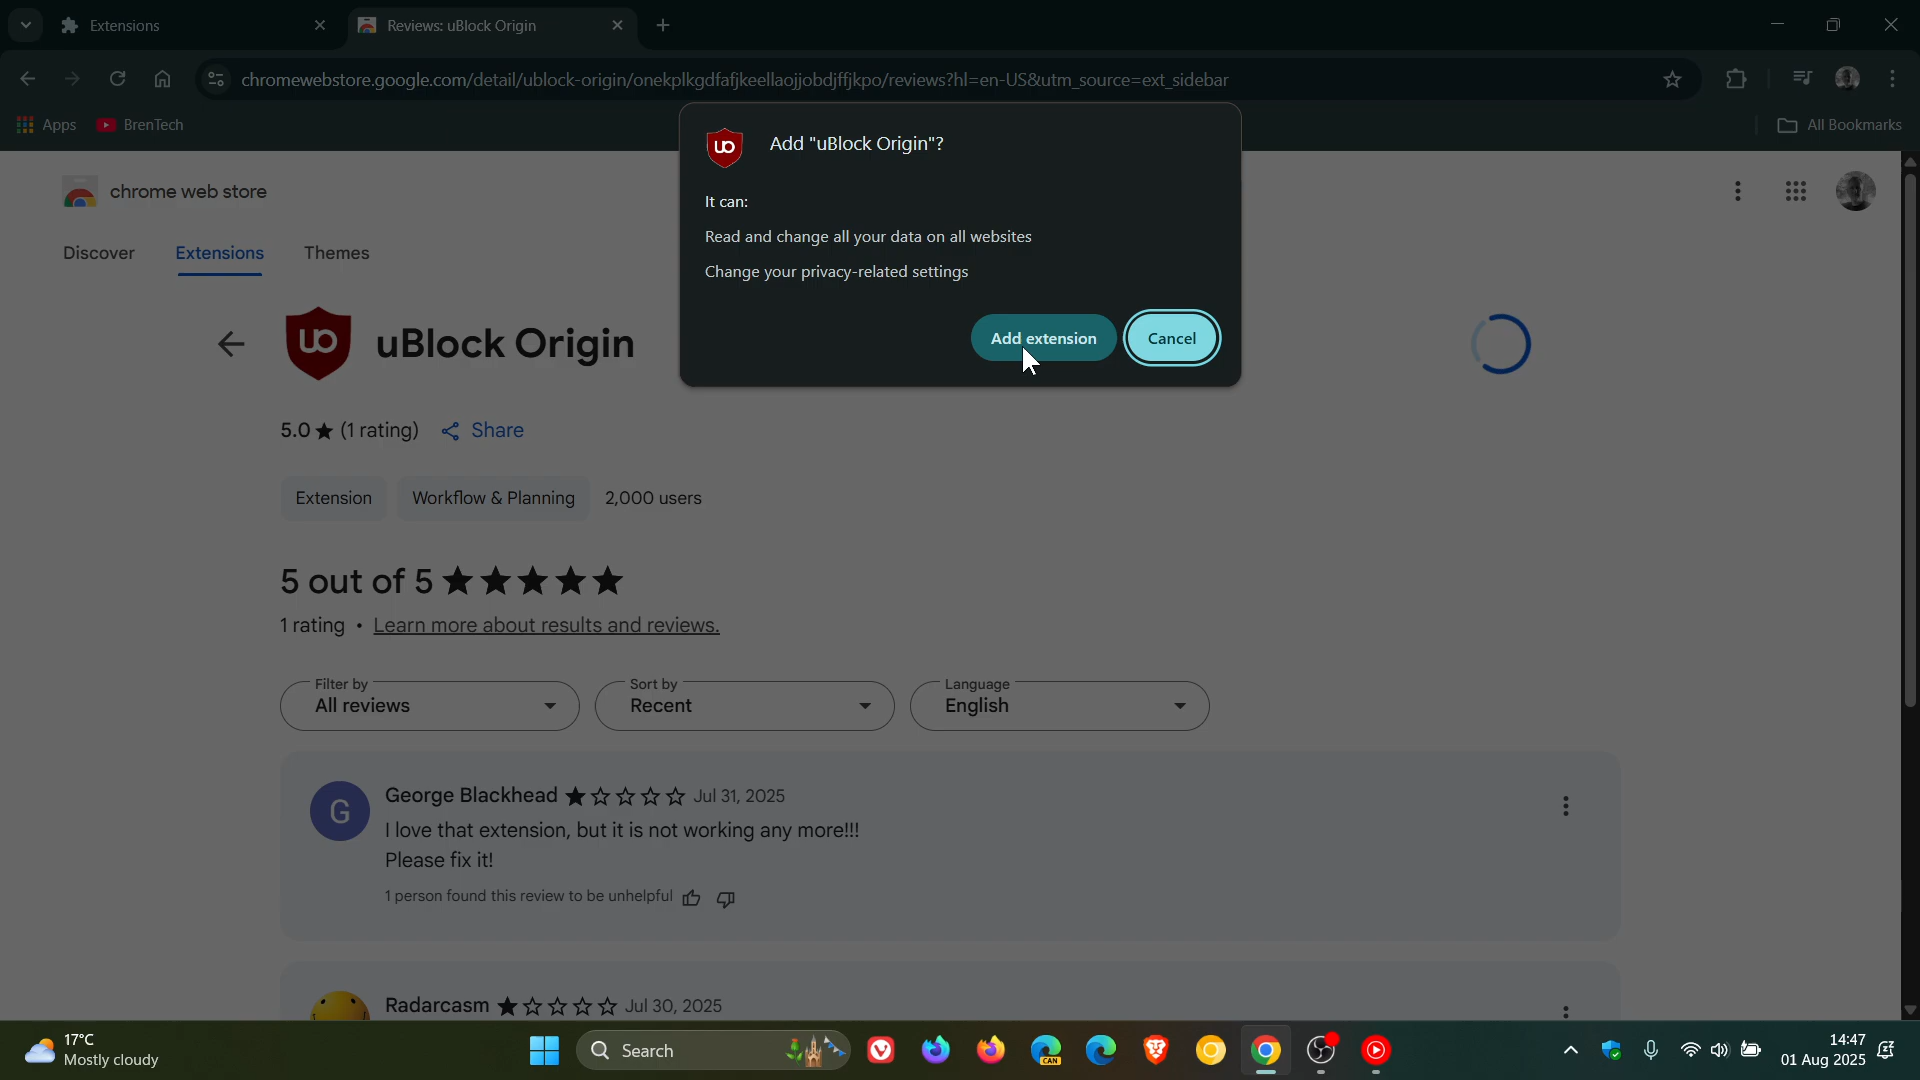 Extensions
Reviews: uBlock Origin
chromewebstore.google.com/detail/ublock-origin/onekplkgdfafjkeellaojjobdjffjkpo/reviews?hl=en-US&utm_source=ext_sidebar
Apps
BrenTech
All Bookmarks
uo
Add "uBlock Origin"?
It can:
Read and change all your data on all websites
Change your privacy-related settings
Add extension
Cancel
chrome web store
Discover
Extensions
Themes
uo
uBlock Origin
5.0★ (1 rating)
Share
Extension
Workflow & Planning
2,000 users
5 out of 5 ★★★★★
1 rating • Learn more about results and reviews.
Filter by
All reviews
Sort by
Recent
Language
English
G
George Blackhead ★☆☆☆☆ Jul 31, 2025
I love that extension, but it is not working any more!!!
Please fix it!
1 person found this review to be unhelpful
Radarcasm ★☆☆☆☆ Jul 30, 2025
17°C
Mostly cloudy
Search
CAN
14:47
01 Aug 2025